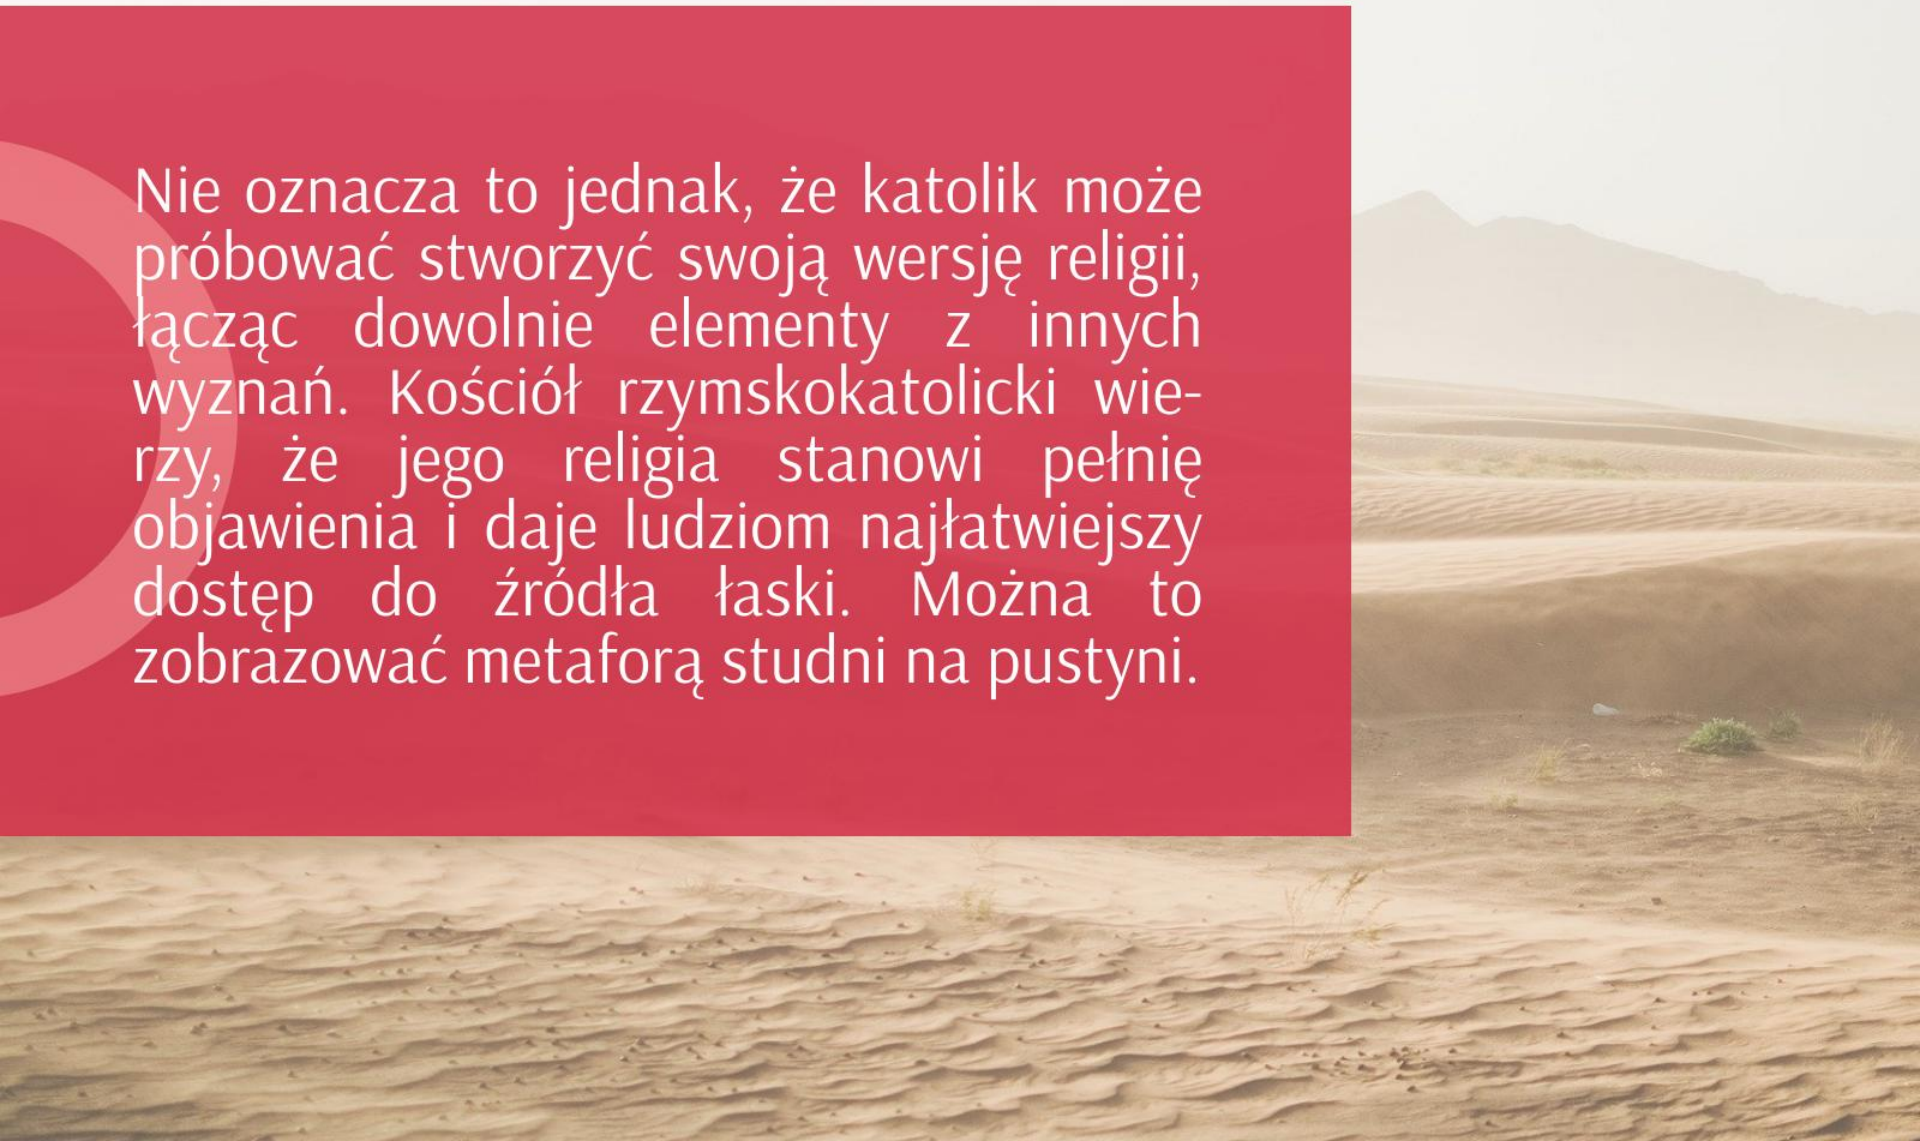 Nie oznacza to jednak, że katolik może
próbować stworzyć swoją wersję religii,
łącząc dowolnie elementy z innych
wyznań. Kościół rzymskokatolicki wie-
rzy, że jego religia stanowi pełnię
objawienia i daje ludziom najłatwiejszy
dostęp do źródła łaski. Można to
zobrazować metaforą studni na pustyni.